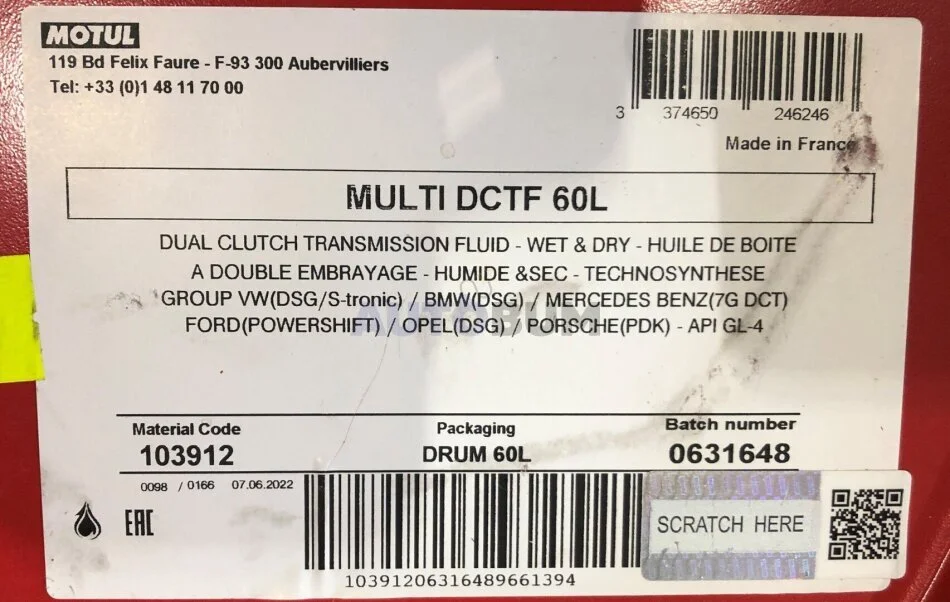 MOTUL
119 Bd Felix Faure - F-93 300 Aubervilliers
Tel: +33 (0)1 48 11 70 00
3 374650 246246
Made in France
MULTI DCTF 60L
DUAL CLUTCH TRANSMISSION FLUID - WET & DRY - HUILE DE BOITE
A DOUBLE EMBRAYAGE - HUMIDE &SEC - TECHNOSYNTHESE
GROUP VW(DSG/S-tronic) / BMW(DSG) / MERCEDES BENZ(7G DCT)
AUTOBUM
FORD(POWERSHIFT) / OPEL(DSG) / PORSCHE(PDK) - API GL-4
Material Code Packaging Batch number
103912 DRUM 60L 0631648
0098 / 0166 07.06.2022
EAC
SCRATCH HERE
10391206316489661394